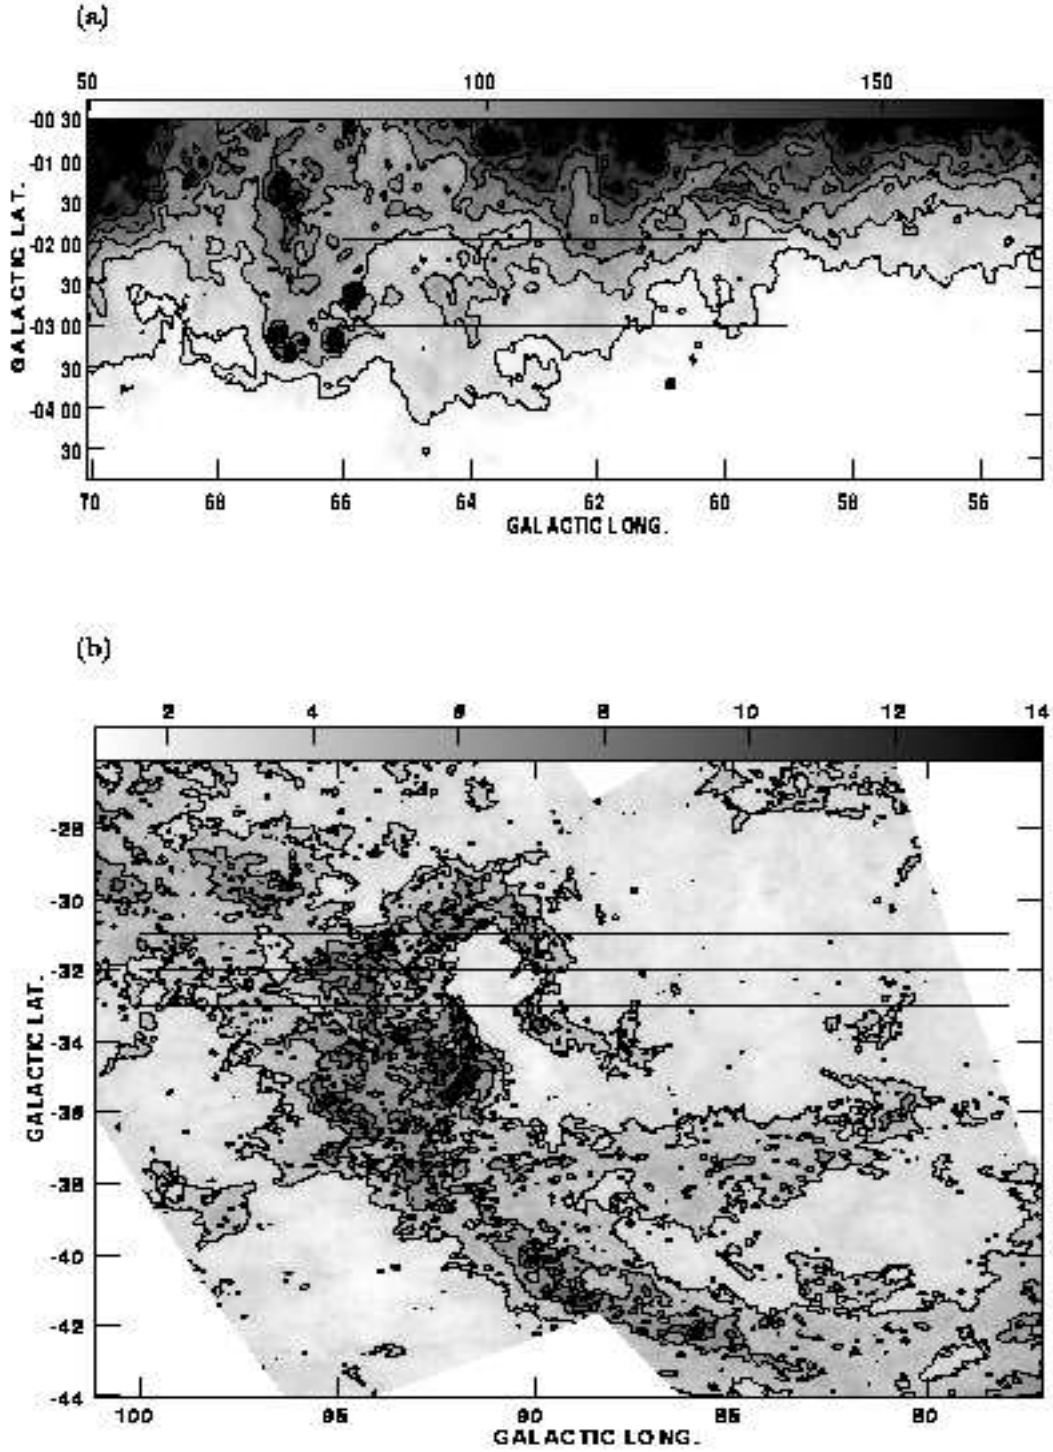 (a)
50 100 150
-00 30
-01 00
30
-02 00
30
-03 00
30
-04 00
30
GALACTIC LAT.
70 68 66 64 62 60 58 56
GALACTIC LONG.
(b)
2 4 6 8 10 12 14
-28
-30
-32
-34
-36
-38
-40
-42
-44
GALACTIC LAT.
100 95 90 85 80
GALACTIC LONG.